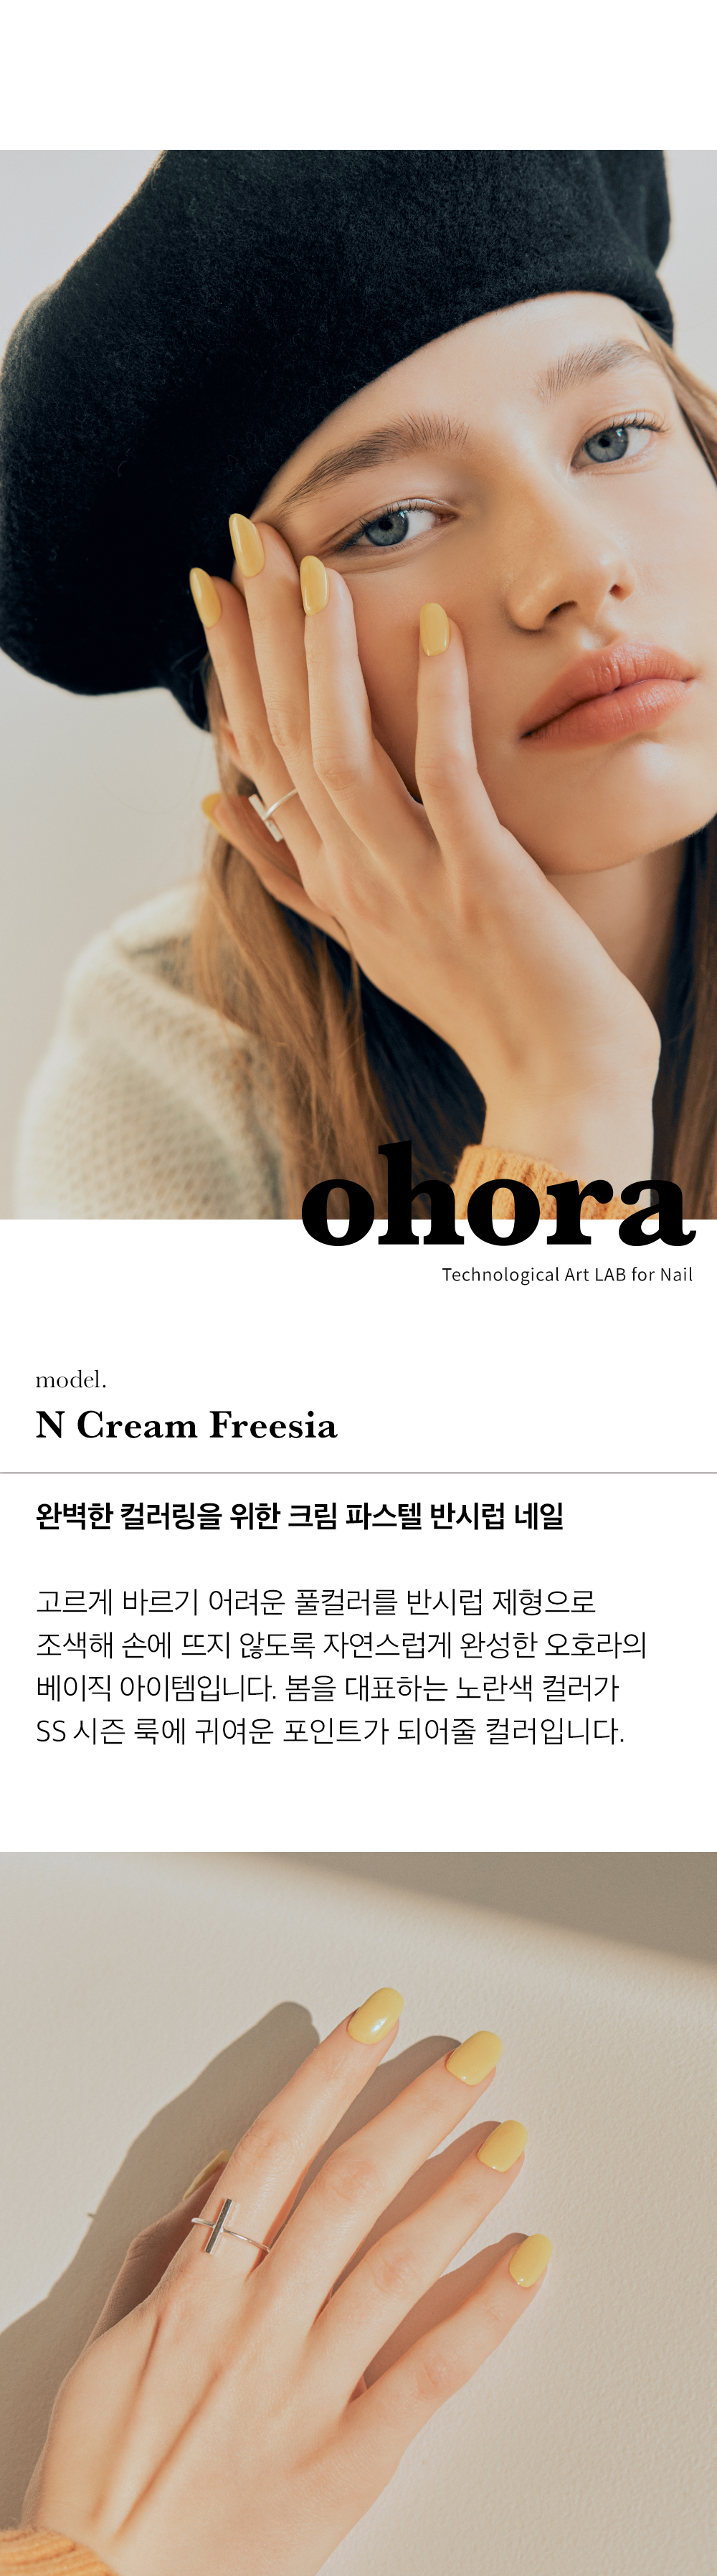 ohora
Technological Art LAB for Nail
model.
N Cream Freesia
완벽한 컬러링을 위한 크림 파스텔 반시럽 네일
고르게 바르기 어려운 풀컬러를 반시럽 제형으로
조색해 손에 뜨지 않도록 자연스럽게 완성한 오호라의
베이직 아이템입니다. 봄을 대표하는 노란색 컬러가
SS 시즌 룩에 귀여운 포인트가 되어줄 컬러입니다.